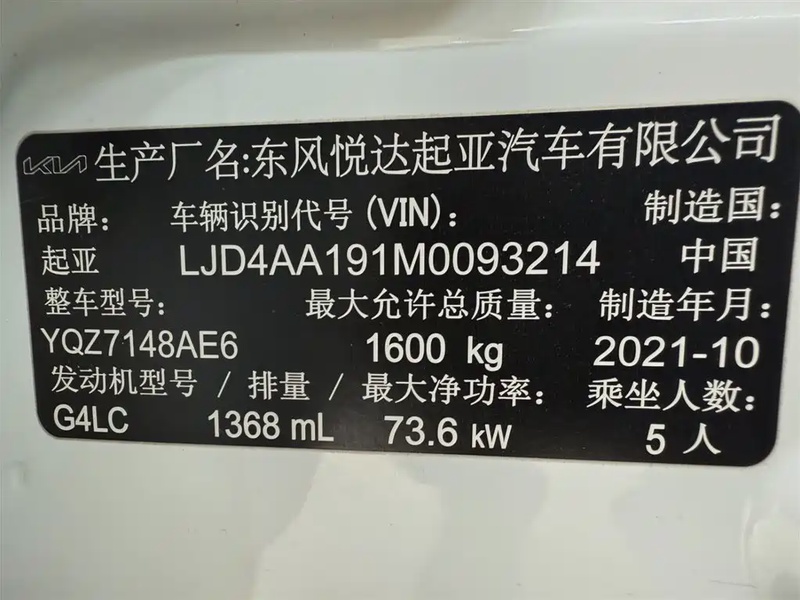 KIA 生产厂名:东风悦达起亚汽车有限公司
品牌: 车辆识别代号 (VIN): 制造国:
起亚 LJD4AA191M0093214 中国
整车型号: 最大允许总质量: 制造年月:
YQZ7148AE6 1600 kg 2021-10
发动机型号 / 排量 / 最大净功率: 乘坐人数:
G4LC 1368 mL 73.6 kW 5 人